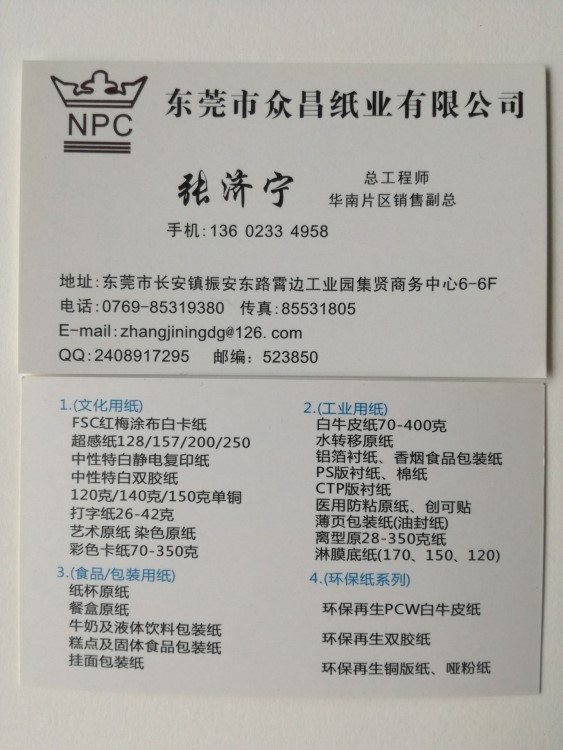 NPC
东莞市众昌纸业有限公司
张济宁
总工程师
华南片区销售副总
手机:136 0233 4958
地址:东莞市长安镇振安东路霄边工业园集贤商务中心6-6F
电话:0769-85319380 传真:85531805
E-mail:zhangjiningdg@126.com
QQ:2408917295 邮编:523850
1.(文化用纸)
FSC红梅涂布白卡纸
超感纸128/157/200/250
中性特白静电复印纸
中性特白双胶纸
120克/140克/150克单铜
打字纸26-42克
艺术原纸 染色原纸
彩色卡纸70-350克
2.(工业用纸)
白牛皮纸70-400克
水转移原纸
铝箔衬纸、香烟食品包装纸
PS版衬纸、棉纸
CTP版衬纸
医用防粘原纸、创可贴
薄页包装纸(油封纸)
离型原28-350克纸
淋膜底纸(170、150、120)
3.(食品/包装用纸)
纸杯原纸
餐盒原纸
牛奶及液体饮料包装纸
糕点及固体食品包装纸
挂面包装纸
4.(环保纸系列)
环保再生PCW白牛皮纸
环保再生双胶纸
环保再生铜版纸、哑粉纸